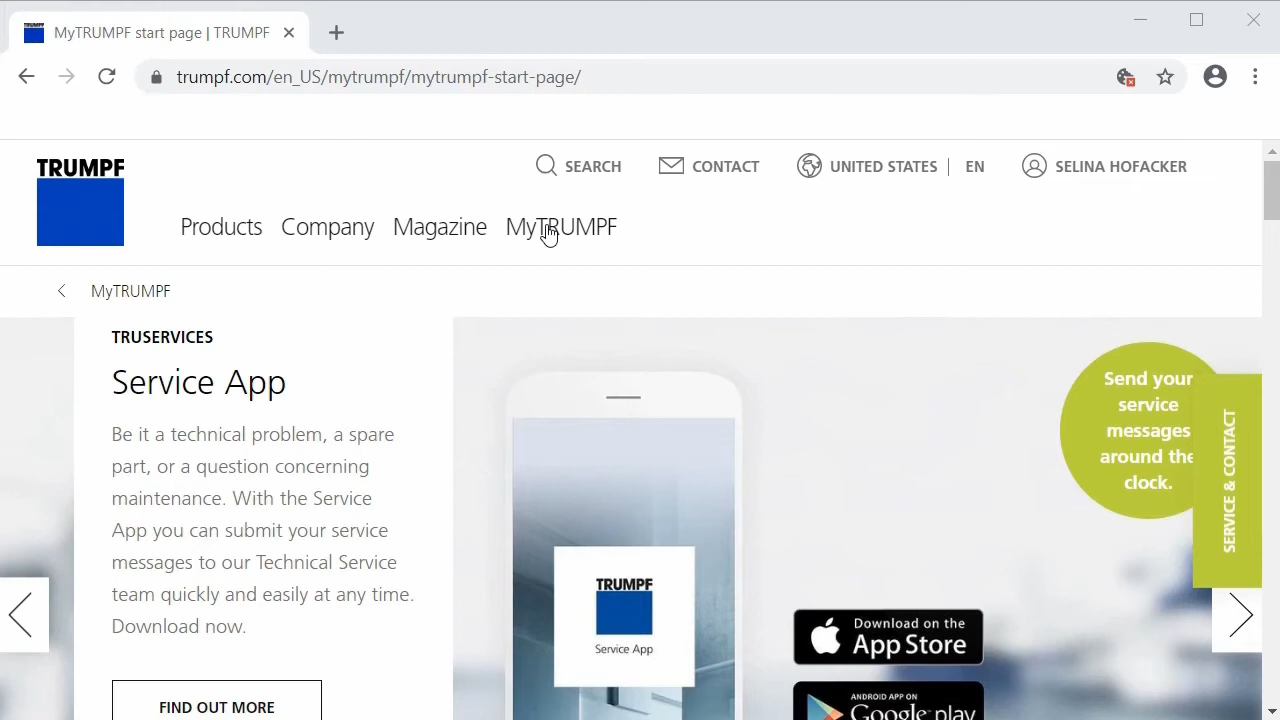 TRUMPF
MyTRUMPF start page | TRUMPF
trumpf.com/en_US/mytrumpf/mytrumpf-start-page/
TRUMPF
SEARCH
CONTACT
UNITED STATES | EN
SELINA HOFACKER
Products
Company
Magazine
MyTRUMPF
MyTRUMPF
TRUSERVICES
Service App
Be it a technical problem, a spare
part, or a question concerning
maintenance. With the Service
App you can submit your service
messages to our Technical Service
team quickly and easily at any time.
Download now.
FIND OUT MORE
TRUMPF
Service App
Send your
service
messages
around the
clock.
SERVICE & CONTACT
Download on the
App Store
ANDROID APP ON
Google play